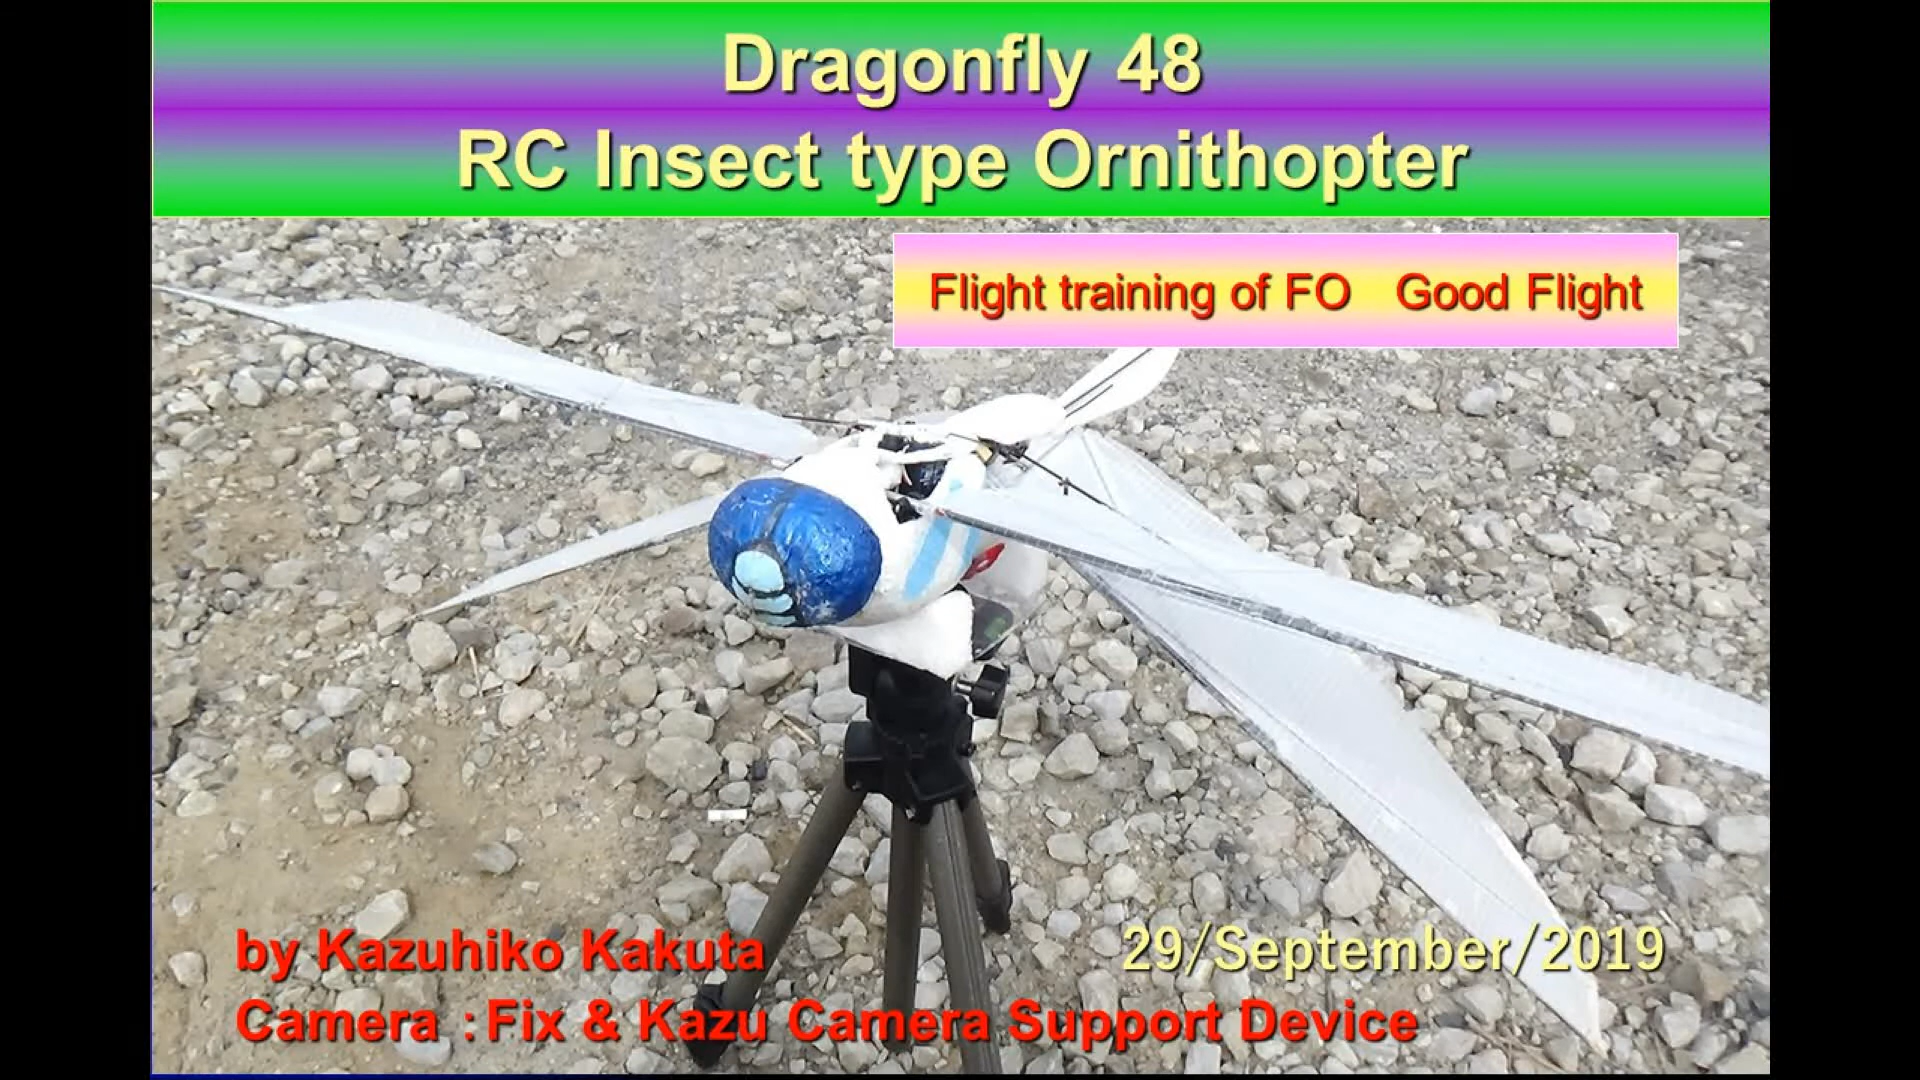 Dragonfly 48
RC Insect type Ornithopter
Flight training of FO Good Flight
by Kazuhiko Kakuta
29/September/2019
Camera : Fix & Kazu Camera Support Device